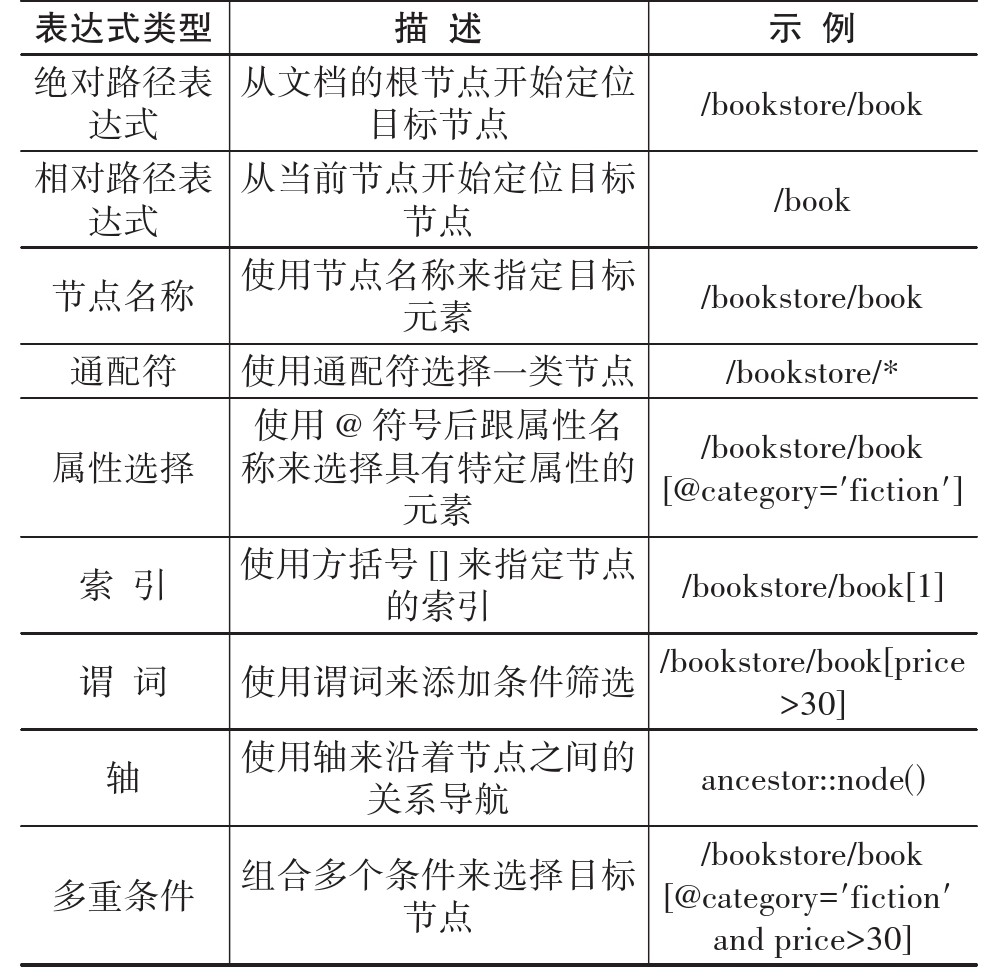 表达式类型 描 述 示 例
绝对路径表
达式
从文档的根节点开始定位
目标节点
/bookstore/book
相对路径表
达式
从当前节点开始定位目标
节点
/book
节点名称
使用节点名称来指定目标
元素
/bookstore/book
通配符
使用通配符选择一类节点
/bookstore/*
属性选择
使用 @ 符号后跟属性名
称来选择具有特定属性的
元素
/bookstore/book
[@category='fiction']
索 引
使用方括号 [] 来指定节点
的索引
/bookstore/book[1]
谓 词
使用谓词来添加条件筛选
/bookstore/book[price
>30]
轴
使用轴来沿着节点之间的
关系导航
ancestor::node()
多重条件
组合多个条件来选择目标
节点
/bookstore/book
[@category='fiction'
and price>30]